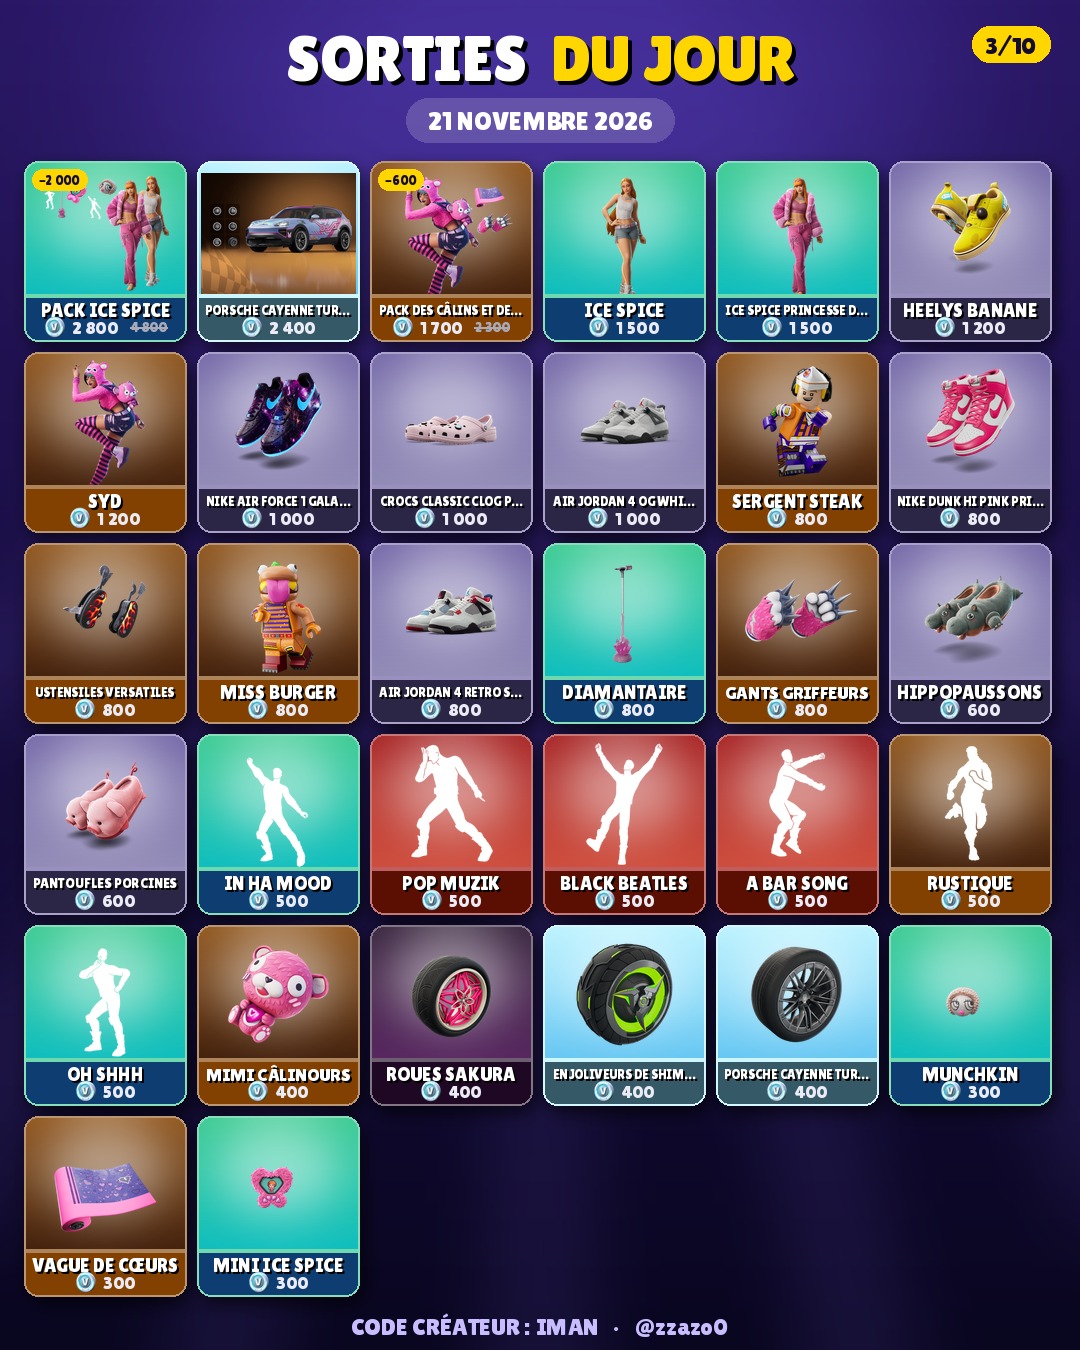 SORTIES DU JOUR
3/10
21 NOVEMBRE 2026
-2 000
PACK ICE SPICE
2 800 4 800
PORSCHE CAYENNE TUR...
2 400
-600
PACK DES CÂLINS ET DE...
1 700 2 300
ICE SPICE
1 500
ICE SPICE PRINCESSE D...
1 500
HEELYS BANANE
1 200
SYD
1 200
NIKE AIR FORCE 1 GALA...
1 000
CROCS CLASSIC CLOG P...
1 000
AIR JORDAN 4 OG WHI...
1 000
SERGENT STEAK
800
NIKE DUNK HI PINK PRI...
800
USTENSILES VERSATILES
800
MISS BURGER
800
AIR JORDAN 4 RETRO S...
800
DIAMANTAIRE
800
GANTS GRIFFEURS
800
HIPPOPAUSSONS
600
PANTOUFLES PORCINES
600
IN HA MOOD
500
POP MUZIK
500
BLACK BEATLES
500
A BAR SONG
500
RUSTIQUE
500
OH SHHH
500
MIMI CÂLINOURS
400
ROUES SAKURA
400
ENJOLIVEURS DE SHIM...
400
PORSCHE CAYENNE TUR...
400
MUNCHKIN
300
VAGUE DE CŒURS
300
MINI ICE SPICE
300
CODE CRÉATEUR : IMAN · @zzazo0